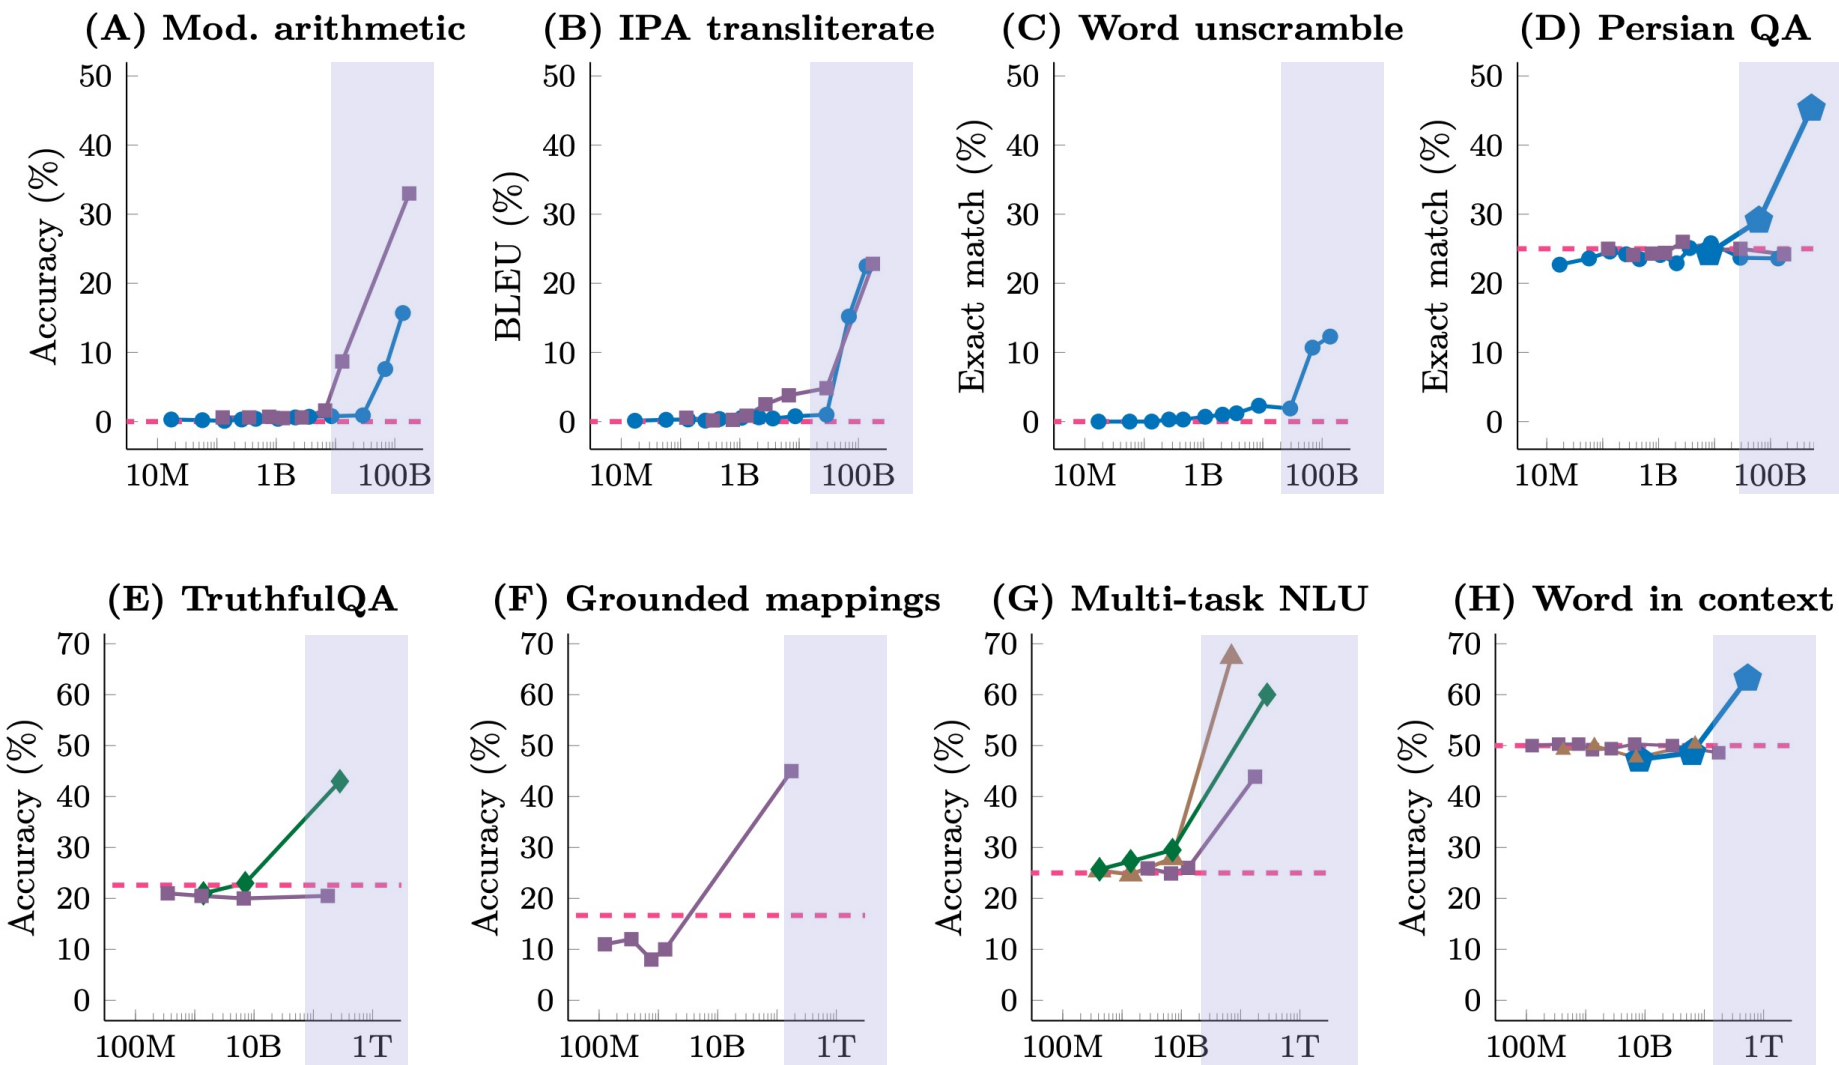 (A) Mod. arithmetic
Accuracy (%)
50
40
30
20
10
0
10M 1B 100B
(B) IPA transliterate
BLEU (%)
50
40
30
20
10
0
10M 1B 100B
(C) Word unscramble
Exact match (%)
50
40
30
20
10
0
10M 1B 100B
(D) Persian QA
Exact match (%)
50
40
30
20
10
0
10M 1B 100B
(E) TruthfulQA
Accuracy (%)
70
60
50
40
30
20
10
0
100M 10B 1T
(F) Grounded mappings
Accuracy (%)
70
60
50
40
30
20
10
0
100M 10B 1T
(G) Multi-task NLU
Accuracy (%)
70
60
50
40
30
20
10
0
100M 10B 1T
(H) Word in context
Accuracy (%)
70
60
50
40
30
20
10
0
100M 10B 1T